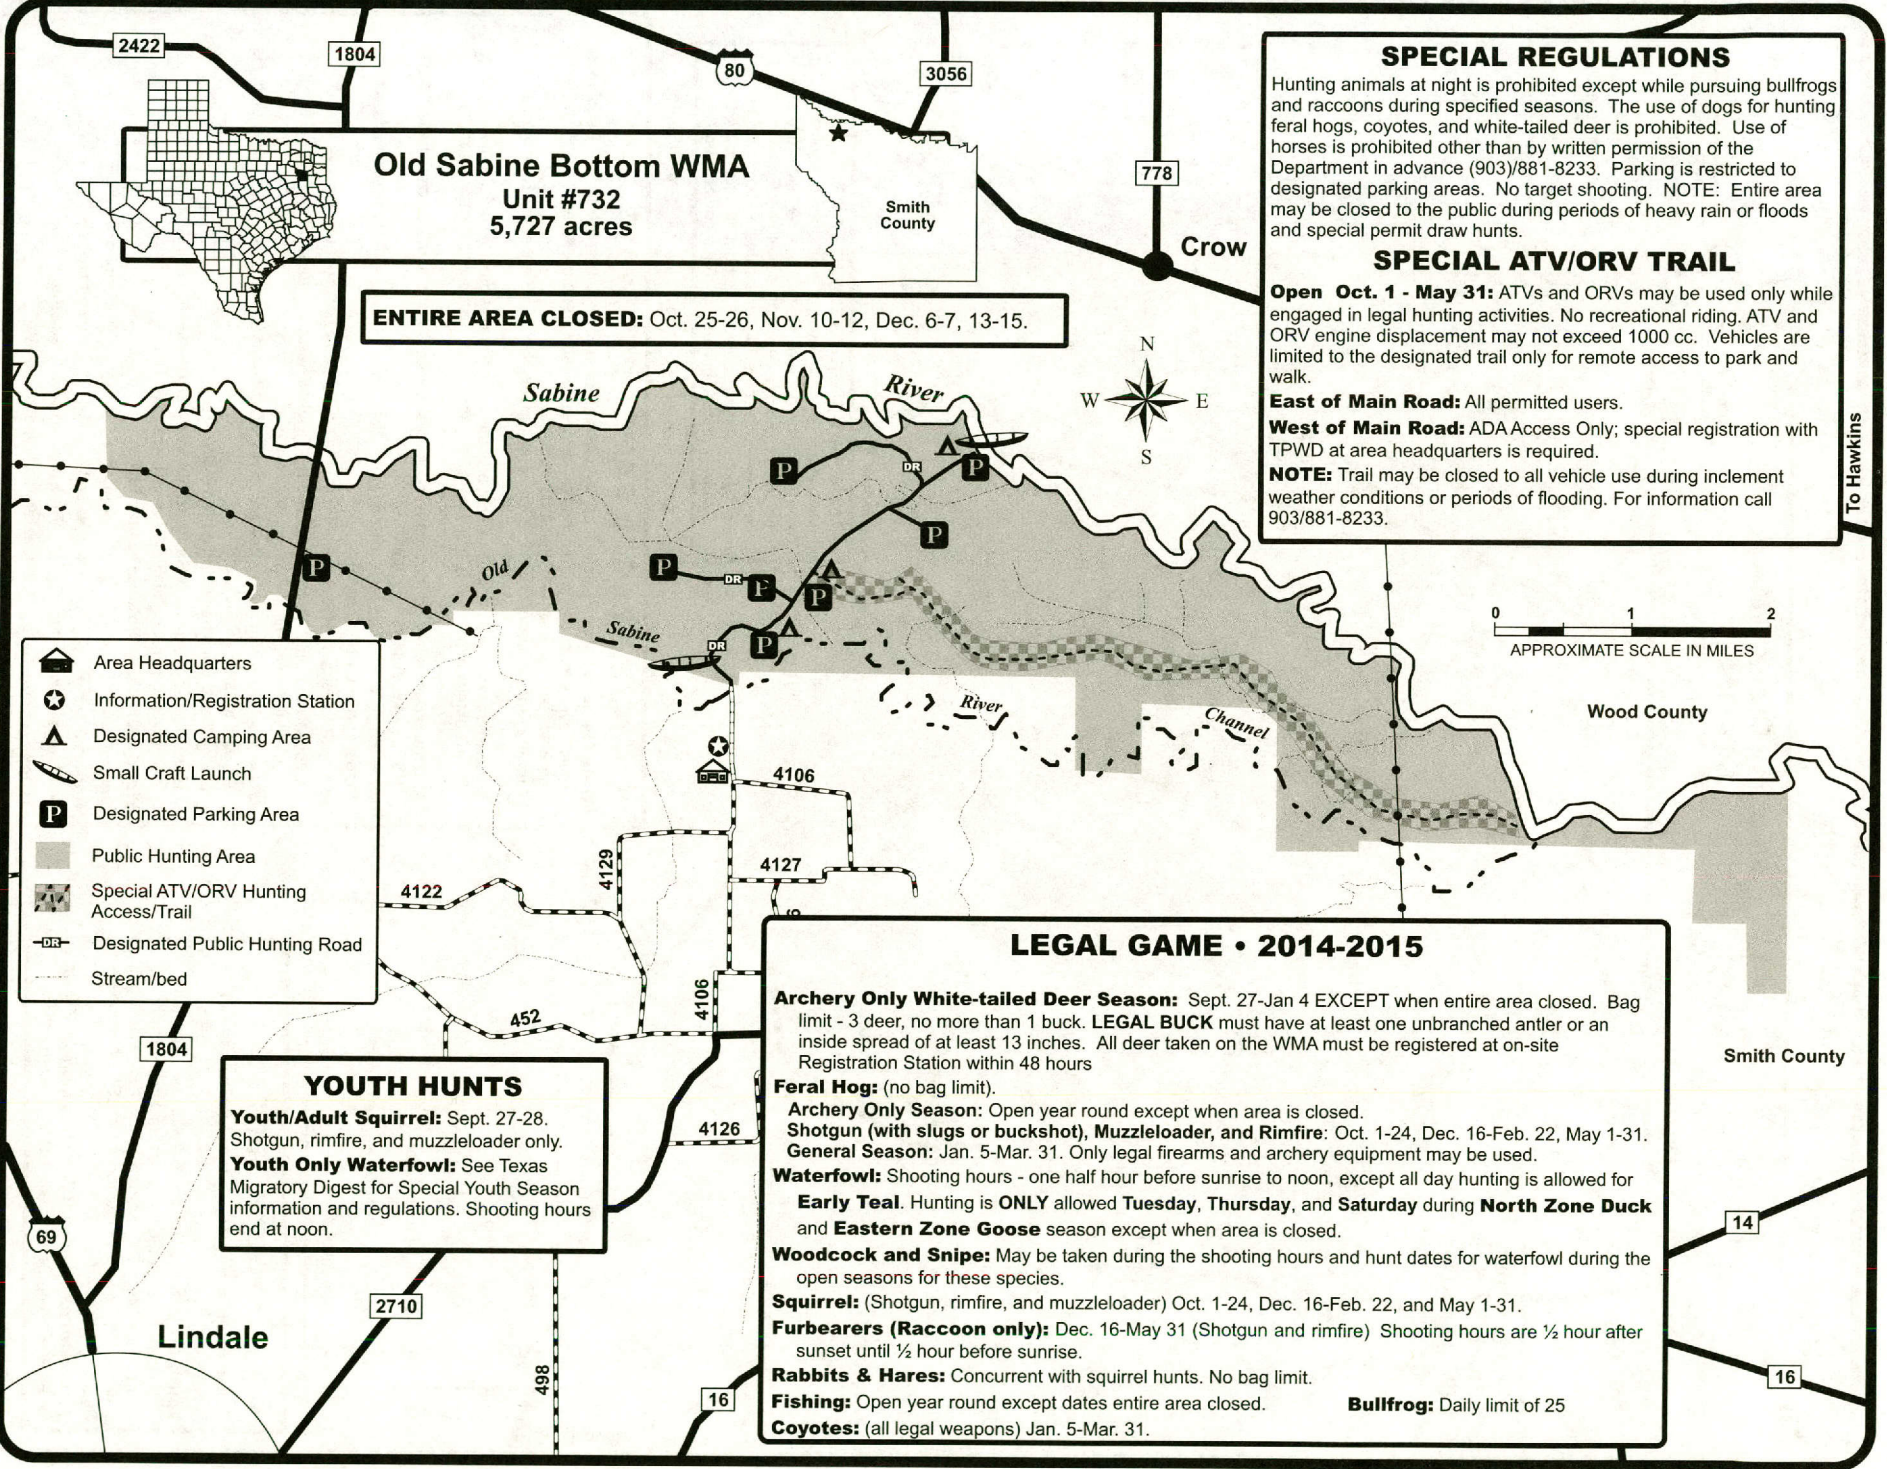 2422
1804
80
3056
778
Old Sabine Bottom WMA
Unit #732
5,727 acres
Smith
County
Crow
ENTIRE AREA CLOSED: Oct. 25-26, Nov. 10-12, Dec. 6-7, 13-15.
SPECIAL REGULATIONS
Hunting animals at night is prohibited except while pursuing bullfrogs
and raccoons during specified seasons. The use of dogs for hunting
feral hogs, coyotes, and white-tailed deer is prohibited. Use of
horses is prohibited other than by written permission of the
Department in advance (903)/881-8233. Parking is restricted to
designated parking areas. No target shooting. NOTE: Entire area
may be closed to the public during periods of heavy rain or floods
and special permit draw hunts.
SPECIAL ATV/ORV TRAIL
Open Oct. 1 - May 31: ATVs and ORVs may be used only while
engaged in legal hunting activities. No recreational riding. ATV and
ORV engine displacement may not exceed 1000 cc. Vehicles are
limited to the designated trail only for remote access to park and
walk.
East of Main Road: All permitted users.
West of Main Road: ADA Access Only; special registration with
TPWD at area headquarters is required.
NOTE: Trail may be closed to all vehicle use during inclement
weather conditions or periods of flooding. For information call
903/881-8233.
To Hawkins
N
W E
S
Sabine River
P
DR
P
P
P
P
DR
P
P
DR
P
Old
Sabine
River
Channel
0 1 2
APPROXIMATE SCALE IN MILES
Wood County
Area Headquarters
Information/Registration Station
Designated Camping Area
Small Craft Launch
P Designated Parking Area
Public Hunting Area
Special ATV/ORV Hunting
Access/Trail
DR Designated Public Hunting Road
Stream/bed
4106
4129
4127
4122
4106
452
4126
1804
69
Lindale
2710
498
16
14
16
Smith County
YOUTH HUNTS
Youth/Adult Squirrel: Sept. 27-28.
Shotgun, rimfire, and muzzleloader only.
Youth Only Waterfowl: See Texas
Migratory Digest for Special Youth Season
information and regulations. Shooting hours
end at noon.
LEGAL GAME • 2014-2015
Archery Only White-tailed Deer Season: Sept. 27-Jan 4 EXCEPT when entire area closed. Bag
limit - 3 deer, no more than 1 buck. LEGAL BUCK must have at least one unbranched antler or an
inside spread of at least 13 inches. All deer taken on the WMA must be registered at on-site
Registration Station within 48 hours
Feral Hog: (no bag limit).
Archery Only Season: Open year round except when area is closed.
Shotgun (with slugs or buckshot), Muzzleloader, and Rimfire: Oct. 1-24, Dec. 16-Feb. 22, May 1-31.
General Season: Jan. 5-Mar. 31. Only legal firearms and archery equipment may be used.
Waterfowl: Shooting hours - one half hour before sunrise to noon, except all day hunting is allowed for
Early Teal. Hunting is ONLY allowed Tuesday, Thursday, and Saturday during North Zone Duck
and Eastern Zone Goose season except when area is closed.
Woodcock and Snipe: May be taken during the shooting hours and hunt dates for waterfowl during the
open seasons for these species.
Squirrel: (Shotgun, rimfire, and muzzleloader) Oct. 1-24, Dec. 16-Feb. 22, and May 1-31.
Furbearers (Raccoon only): Dec. 16-May 31 (Shotgun and rimfire) Shooting hours are ½ hour after
sunset until ½ hour before sunrise.
Rabbits & Hares: Concurrent with squirrel hunts. No bag limit.
Fishing: Open year round except dates entire area closed. Bullfrog: Daily limit of 25
Coyotes: (all legal weapons) Jan. 5-Mar. 31.